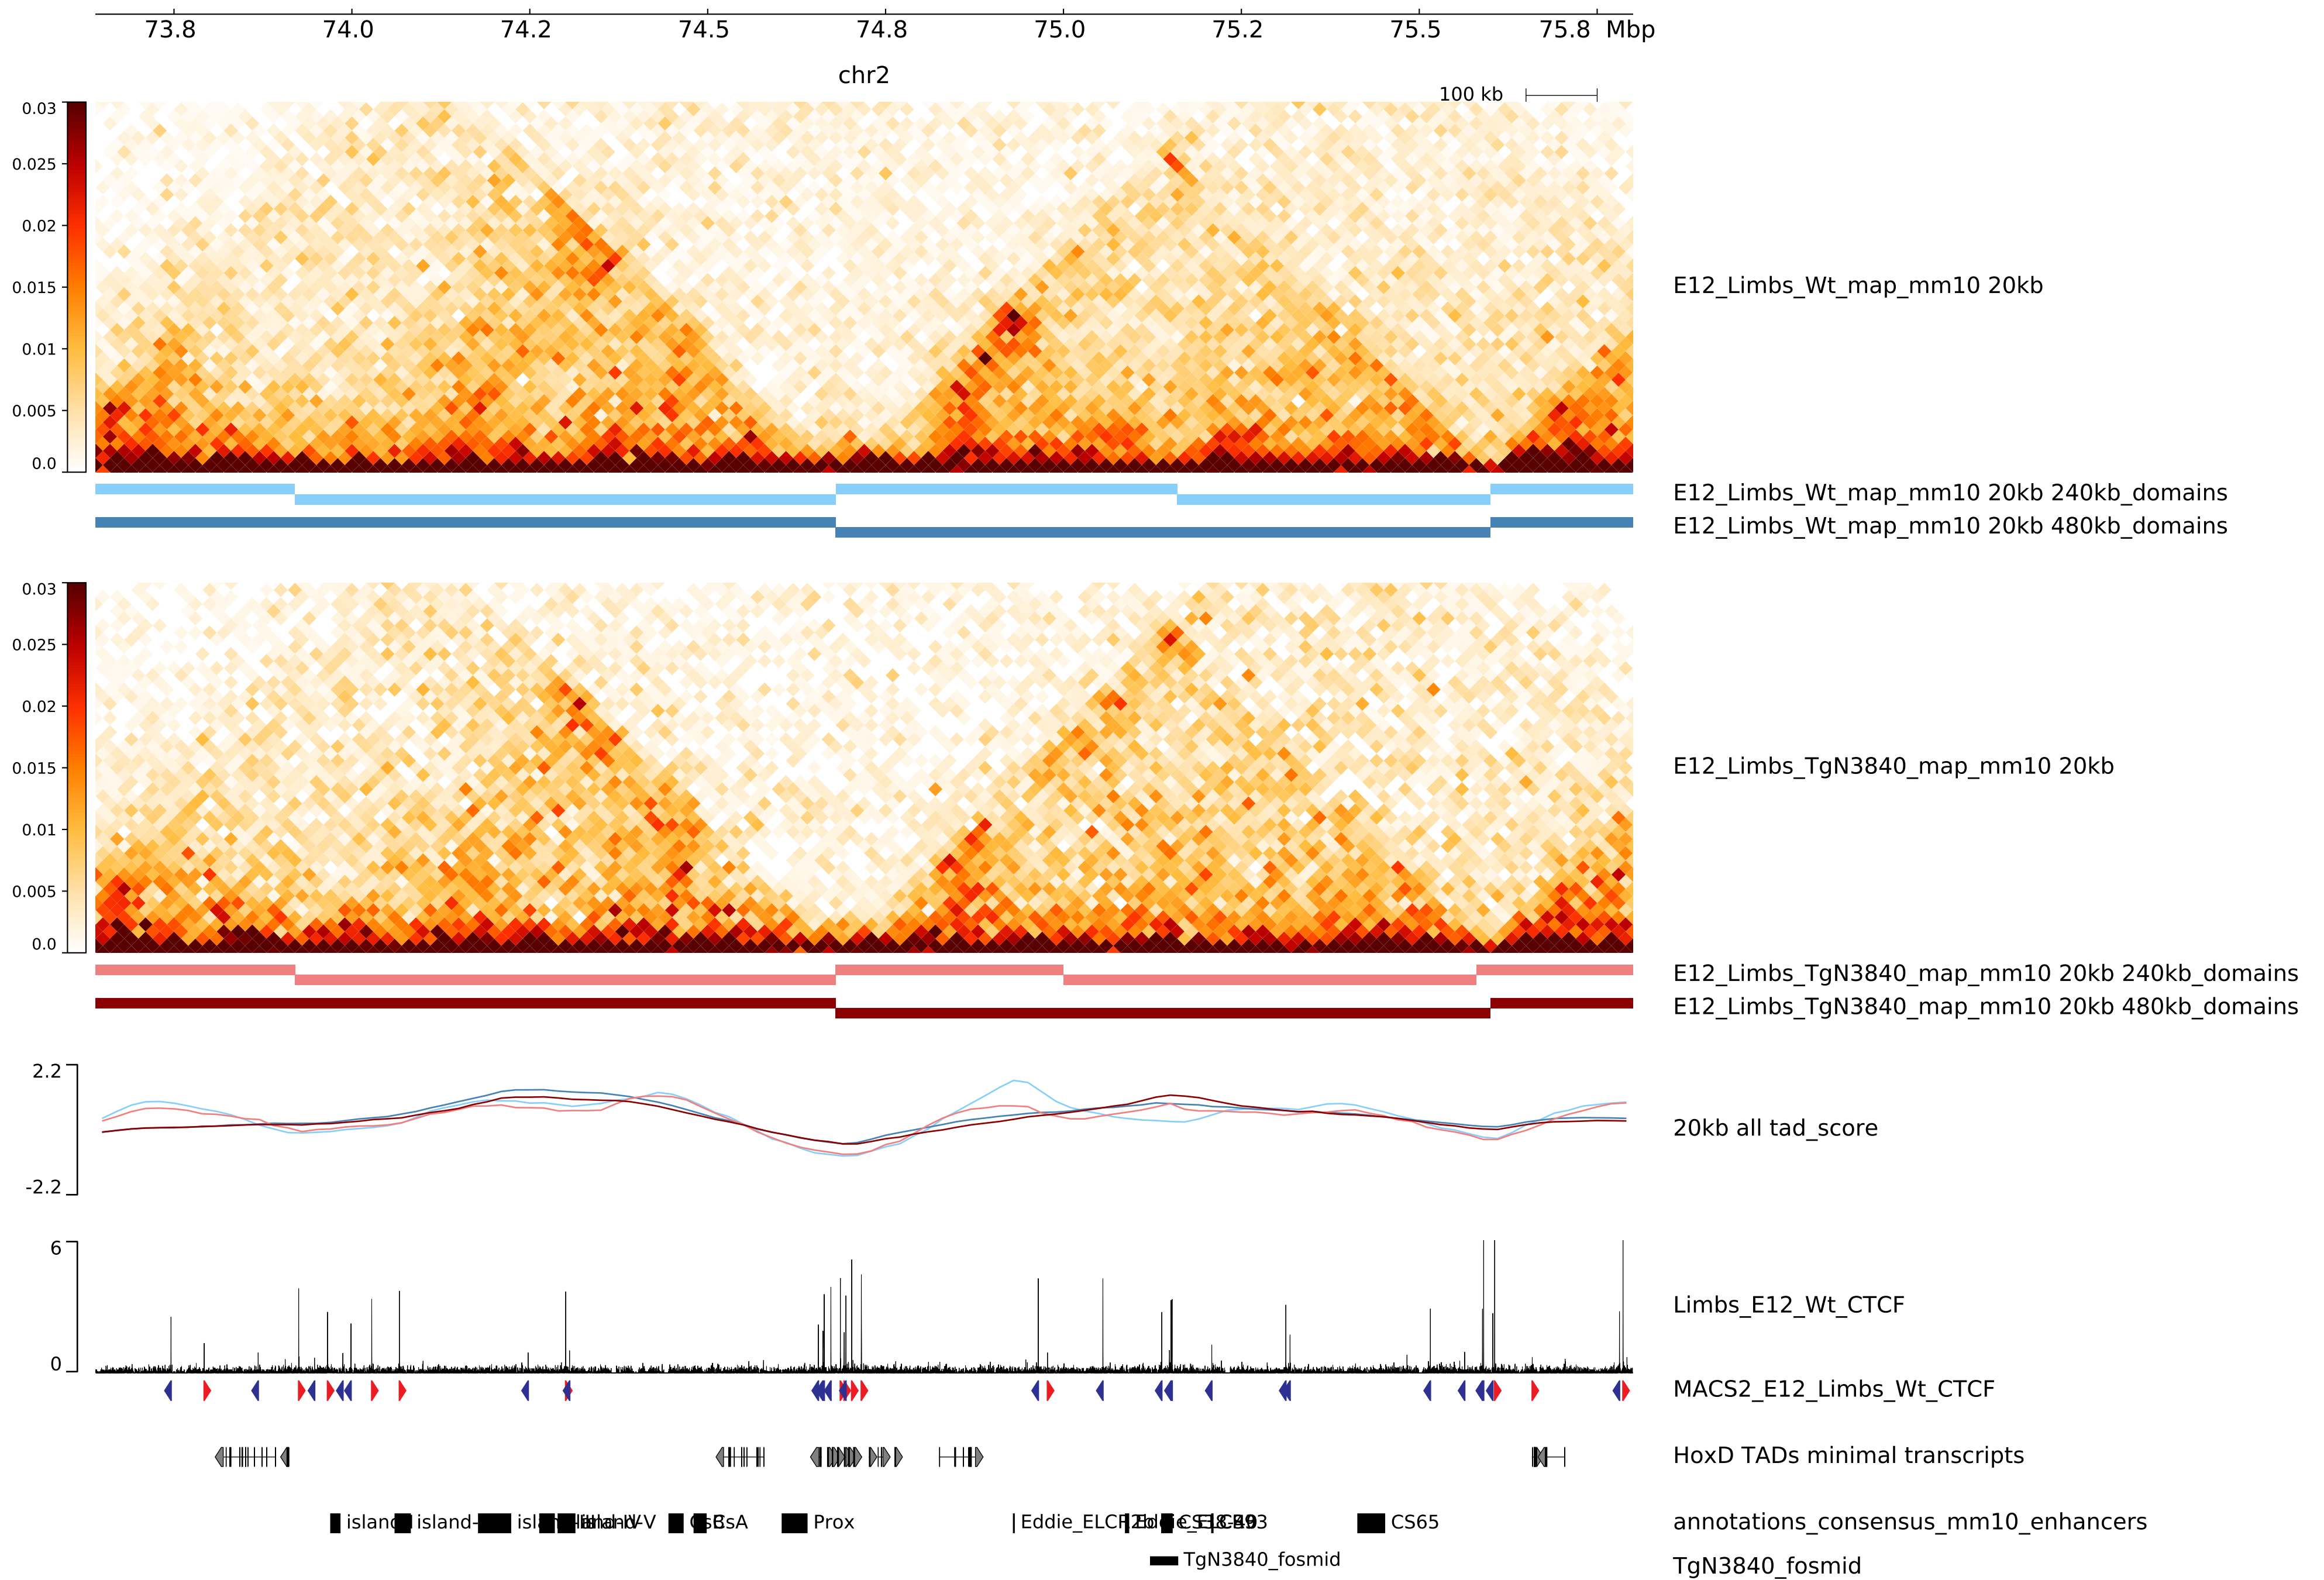 73.8 74.0 74.2 74.5 74.8 75.0 75.2 75.5 75.8 Mbp
chr2
100 kb
0.03
0.025
0.02
0.015
0.01
0.005
0.0
E12_Limbs_Wt_map_mm10 20kb
E12_Limbs_Wt_map_mm10 20kb 240kb_domains
E12_Limbs_Wt_map_mm10 20kb 480kb_domains
0.03
0.025
0.02
0.015
0.01
0.005
0.0
E12_Limbs_TgN3840_map_mm10 20kb
E12_Limbs_TgN3840_map_mm10 20kb 240kb_domains
E12_Limbs_TgN3840_map_mm10 20kb 480kb_domains
2.2
-2.2
20kb all tad_score
6
0
Limbs_E12_Wt_CTCF
MACS2_E12_Limbs_Wt_CTCF
HoxD TADs minimal transcripts
Prox CS65 annotations_consensus_mm10_enhancers
TgN3840_fosmid TgN3840_fosmid